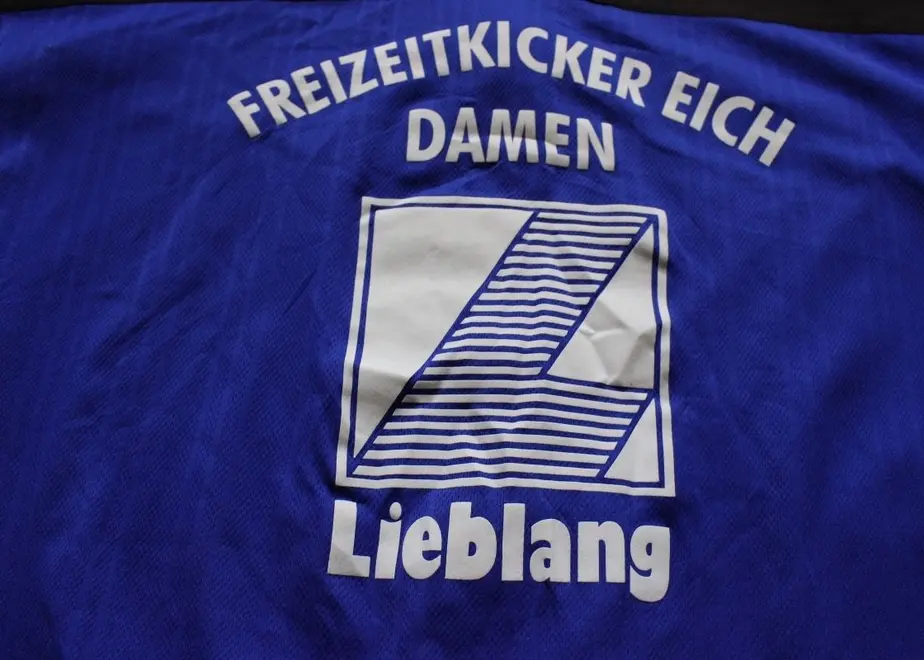 FREIZEITKICKER EICH
DAMEN
Lieblang